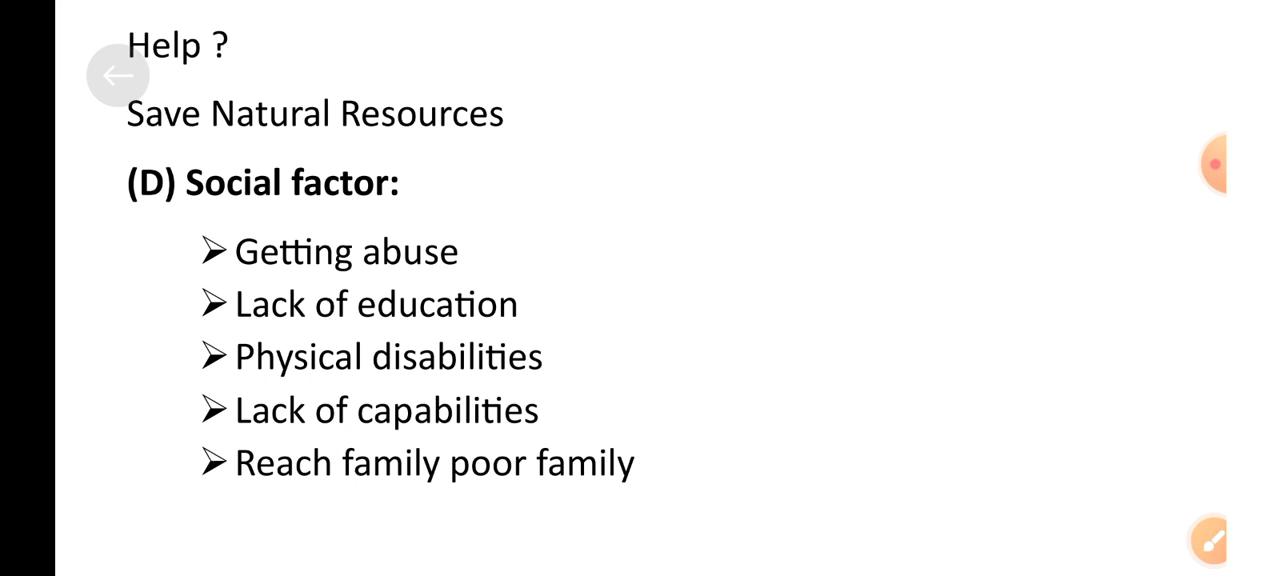 Help ?
Save Natural Resources
(D) Social factor:
➢ Getting abuse
➢ Lack of education
➢ Physical disabilities
➢ Lack of capabilities
➢ Reach family poor family